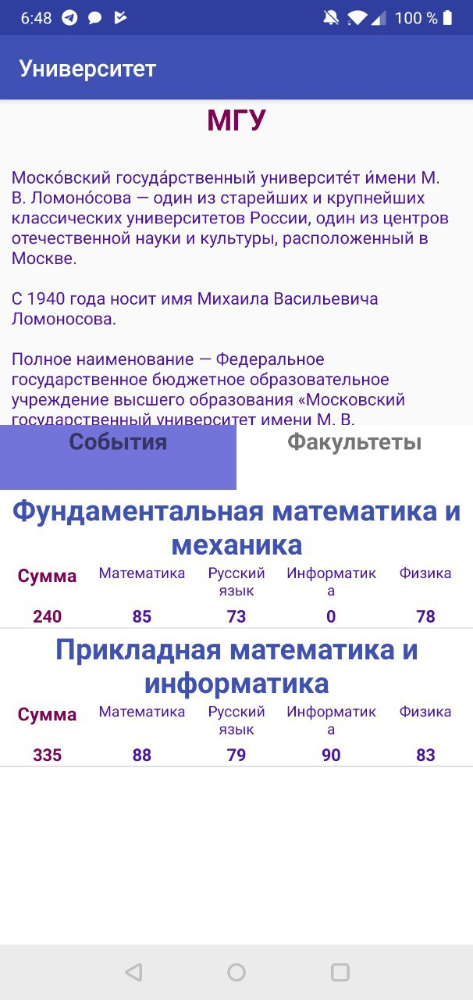 6:48 100 %
Университет
МГУ
Моско́вский госуда́рственный университе́т и́мени М.
В. Ломоно́сова — один из старейших и крупнейших
классических университетов России, один из центров
отечественной науки и культуры, расположенный в
Москве.
С 1940 года носит имя Михаила Васильевича
Ломоносова.
Полное наименование — Федеральное
государственное бюджетное образовательное
учреждение высшего образования «Московский
государственный университет имени М. В.
События Факультеты
Фундаментальная математика и
механика
Сумма Математика Русский Информатик Физика
язык а
240 85 73 0 78
Прикладная математика и
информатика
Сумма Математика Русский Информатик Физика
язык а
335 88 79 90 83